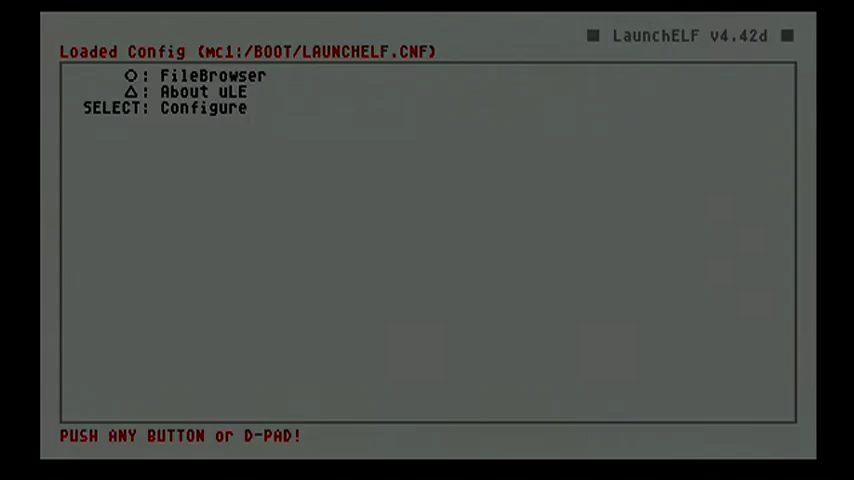 ■ LaunchELF v4.42d ■
Loaded Config (mc1:/BOOT/LAUNCHELF.CNF)
○: FileBrowser
△: About uLE
SELECT: Configure
PUSH ANY BUTTON or D-PAD!